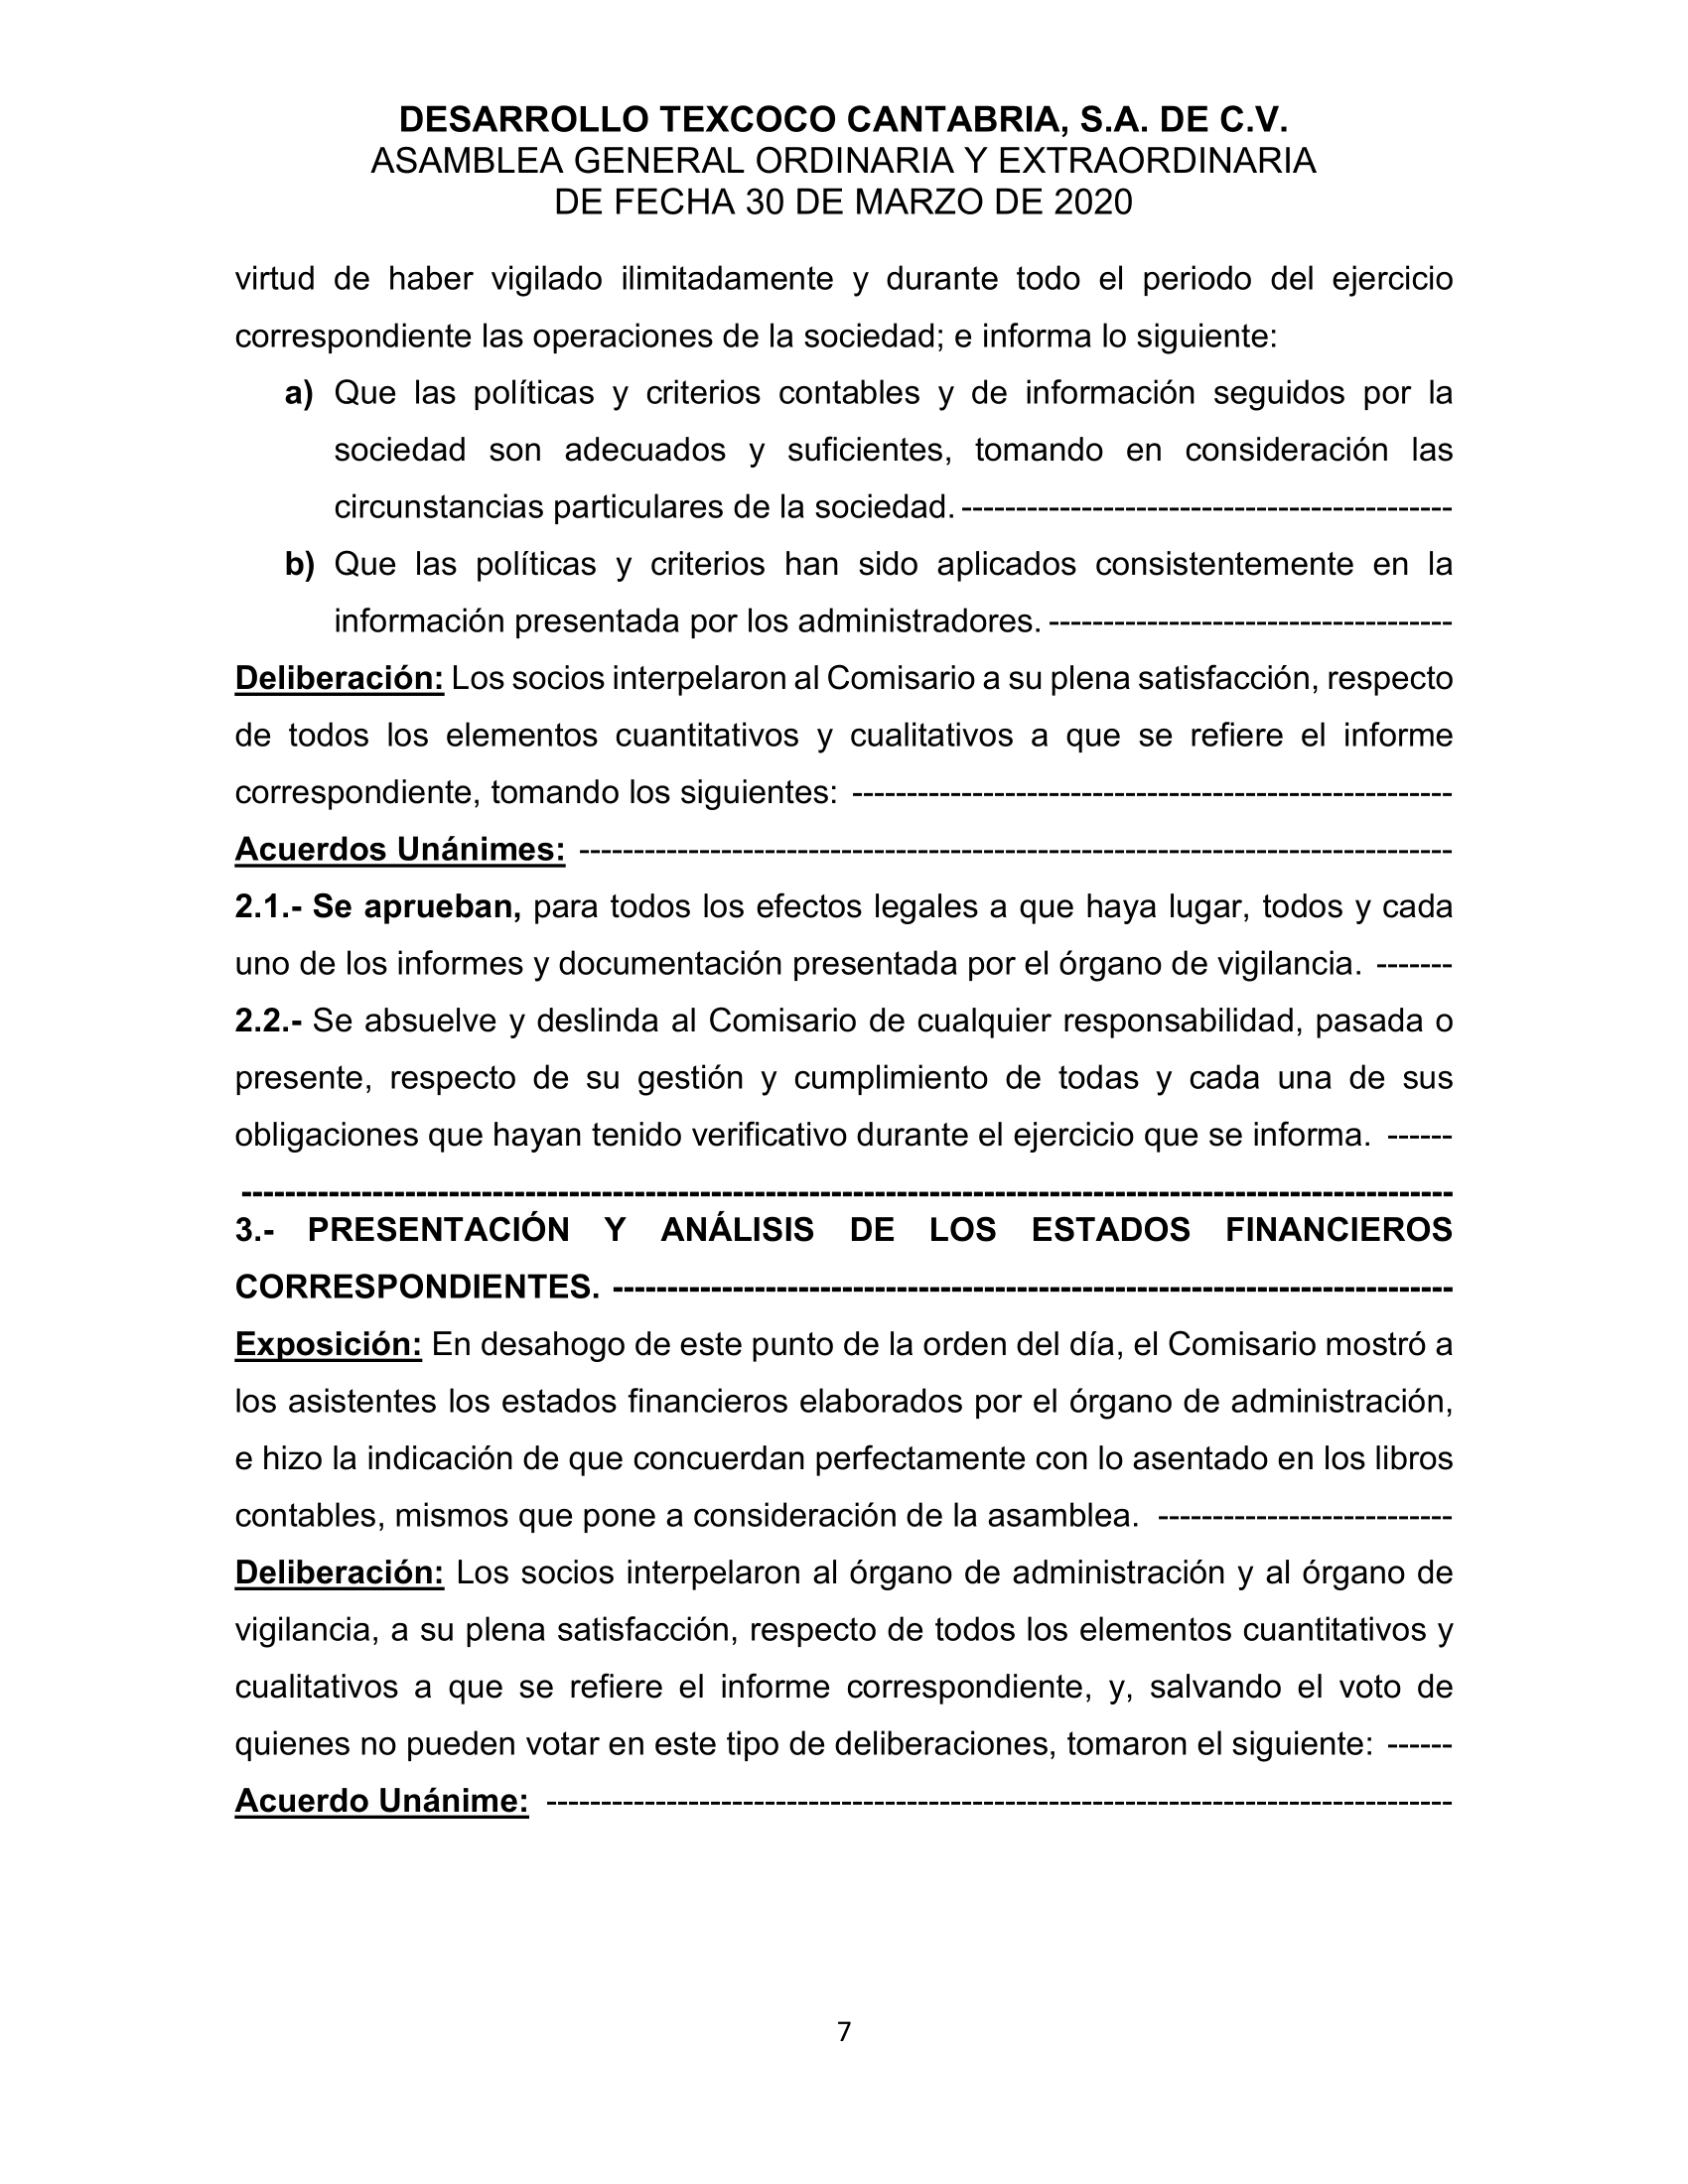 DESARROLLO TEXCOCO CANTABRIA, S.A. DE C.V.
ASAMBLEA GENERAL ORDINARIA Y EXTRAORDINARIA
DE FECHA 30 DE MARZO DE 2020
virtud de haber vigilado ilimitadamente y durante todo el periodo del ejercicio
correspondiente las operaciones de la sociedad; e informa lo siguiente:
a) Que las políticas y criterios contables y de información seguidos por la
sociedad son adecuados y suficientes, tomando en consideración las
circunstancias particulares de la sociedad. ---------------------------------------------
b) Que las políticas y criterios han sido aplicados consistentemente en la
información presentada por los administradores. -------------------------------------
Deliberación: Los socios interpelaron al Comisario a su plena satisfacción, respecto
de todos los elementos cuantitativos y cualitativos a que se refiere el informe
correspondiente, tomando los siguientes: -------------------------------------------------------
Acuerdos Unánimes: --------------------------------------------------------------------------------
2.1.- Se aprueban, para todos los efectos legales a que haya lugar, todos y cada
uno de los informes y documentación presentada por el órgano de vigilancia. -------
2.2.- Se absuelve y deslinda al Comisario de cualquier responsabilidad, pasada o
presente, respecto de su gestión y cumplimiento de todas y cada una de sus
obligaciones que hayan tenido verificativo durante el ejercicio que se informa. ------
---------------------------------------------------------------------------------------------------------------
3.- PRESENTACIÓN Y ANÁLISIS DE LOS ESTADOS FINANCIEROS
CORRESPONDIENTES. -----------------------------------------------------------------------------
Exposición: En desahogo de este punto de la orden del día, el Comisario mostró a
los asistentes los estados financieros elaborados por el órgano de administración,
e hizo la indicación de que concuerdan perfectamente con lo asentado en los libros
contables, mismos que pone a consideración de la asamblea. ---------------------------
Deliberación: Los socios interpelaron al órgano de administración y al órgano de
vigilancia, a su plena satisfacción, respecto de todos los elementos cuantitativos y
cualitativos a que se refiere el informe correspondiente, y, salvando el voto de
quienes no pueden votar en este tipo de deliberaciones, tomaron el siguiente: ------
Acuerdo Unánime: -----------------------------------------------------------------------------------
7